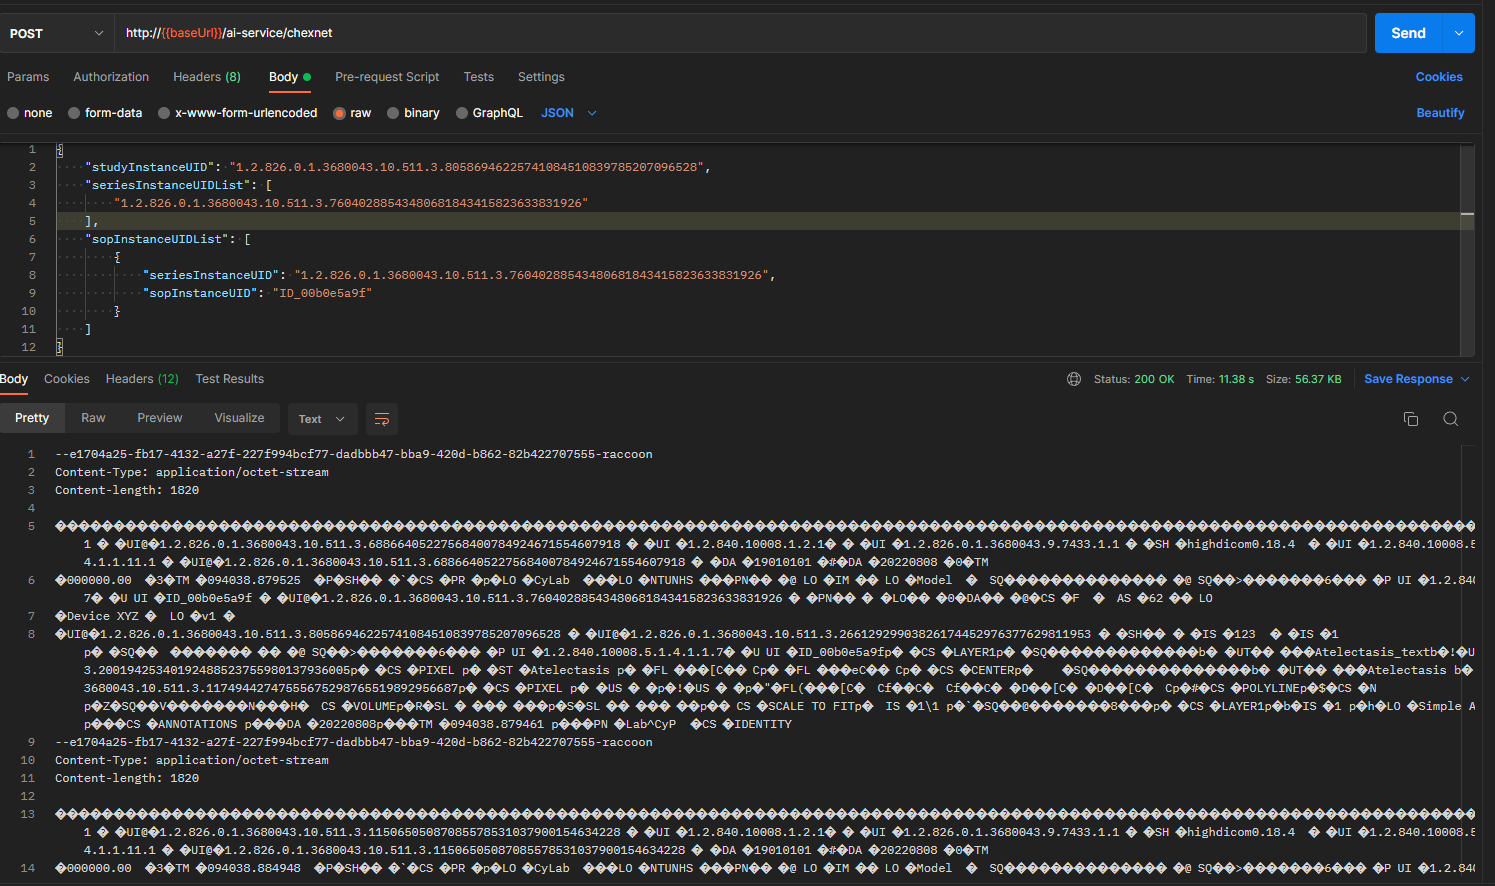 POST http://{{baseUrl}}/ai-service/chexnet Send
Params Authorization Headers (8) Body Pre-request Script Tests Settings Cookies
none form-data x-www-form-urlencoded raw binary GraphQL JSON Beautify
1 {
2 "studyInstanceUID": "1.2.826.0.1.3680043.10.511.3.80586946225741084510839785207096528",
3 "seriesInstanceUIDList": [
4 "1.2.826.0.1.3680043.10.511.3.76040288543480681843415823633831926"
5 ],
6 "sopInstanceUIDList": [
7 {
8 "seriesInstanceUID": "1.2.826.0.1.3680043.10.511.3.76040288543480681843415823633831926",
9 "sopInstanceUID": "ID_00b0e5a9f"
10 }
11 ]
12 }
Body Cookies Headers (12) Test Results Status: 200 OK Time: 11.38 s Size: 56.37 KB Save Response
Pretty Raw Preview Visualize Text
1 --e1704a25-fb17-4132-a27f-227f994bcf77-dadbbb47-bba9-420d-b862-82b422707555-raccoon
2 Content-Type: application/octet-stream
3 Content-length: 1820
4
5
1 � �UI@�1.2.826.0.1.3680043.10.511.3.68866405227568400784924671554607918 � �UI �1.2.840.10008.1.2.1� � �UI �1.2.826.0.1.3680043.9.7433.1.1 � �SH �highdicom0.18.4 � �UI �1.2.840.10008.5
4.1.1.11.1 � �UI@�1.2.826.0.1.3680043.10.511.3.68866405227568400784924671554607918 � �DA �19010101 �#�DA �20220808 �0�TM
6 �000000.00 �3�TM �094038.879525 �P�SH�� �`�CS �PR �p�LO �CyLab ���LO �NTUNHS ���PN�� �@ LO �IM �� LO �Model � SQ �@ SQ��> 6��� �P UI �1.2.840
7� �U UI �ID_00b0e5a9f � �UI@�1.2.826.0.1.3680043.10.511.3.76040288543480681843415823633831926 � �PN�� � �LO�� �0�DA�� �@�CS �F � AS �62 �� LO
7 �Device XYZ � LO �v1 �
8 �UI@�1.2.826.0.1.3680043.10.511.3.80586946225741084510839785207096528 � �UI@�1.2.826.0.1.3680043.10.511.3.26612929903826174452976377629811953 � �SH�� � �IS �123 � �IS �1
p� �SQ�� �� �� �@ SQ��> 6��� �P UI �1.2.840.10008.5.1.4.1.1.7� �U UI �ID_00b0e5a9fp� �CS �LAYER1p� �SQ b� �UT�� ���Atelectasis_textb�!�U
3.20019425340192488523755980137936005p� �CS �PIXEL p� �ST �Atelectasis p� �FL ���[C�� Cp� �FL ���eC�� Cp� �CS �CENTERp� �SQ b� �UT�� ���Atelectasis b�
3680043.10.511.3.11749442747555675298765519892956687p� �CS �PIXEL p� �US � �p�!�US � �p�"�FL(���[C� Cf��C� Cf��C� �D��[C� �D��[C� Cp�#�CS �POLYLINEp�$�CS �N
p�Z�SQ��V N���H� CS �VOLUMEp�R�SL p�S�SL p�� CS �SCALE TO FITp� IS �1\1 p�`�SQ��@ 8���p� �CS �LAYER1p�b�IS �1 p�h�LO �Simple A
p���CS �ANNOTATIONS p���DA �20220808p���TM �094038.879461 p���PN �Lab^CyP �CS �IDENTITY
9 --e1704a25-fb17-4132-a27f-227f994bcf77-dadbbb47-bba9-420d-b862-82b422707555-raccoon
10 Content-Type: application/octet-stream
11 Content-length: 1820
12
13
1 � �UI@�1.2.826.0.1.3680043.10.511.3.11506505087085578531037900154634228 � �UI �1.2.840.10008.1.2.1� � �UI �1.2.826.0.1.3680043.9.7433.1.1 � �SH �highdicom0.18.4 � �UI �1.2.840.10008.5
4.1.1.11.1 � �UI@�1.2.826.0.1.3680043.10.511.3.11506505087085578531037900154634228 � �DA �19010101 �#�DA �20220808 �0�TM
14 �000000.00 �3�TM �094038.884948 �P�SH�� �`�CS �PR �p�LO �CyLab ���LO �NTUNHS ���PN�� �@ LO �IM �� LO �Model � SQ �@ SQ��> 6��� �P UI �1.2.840